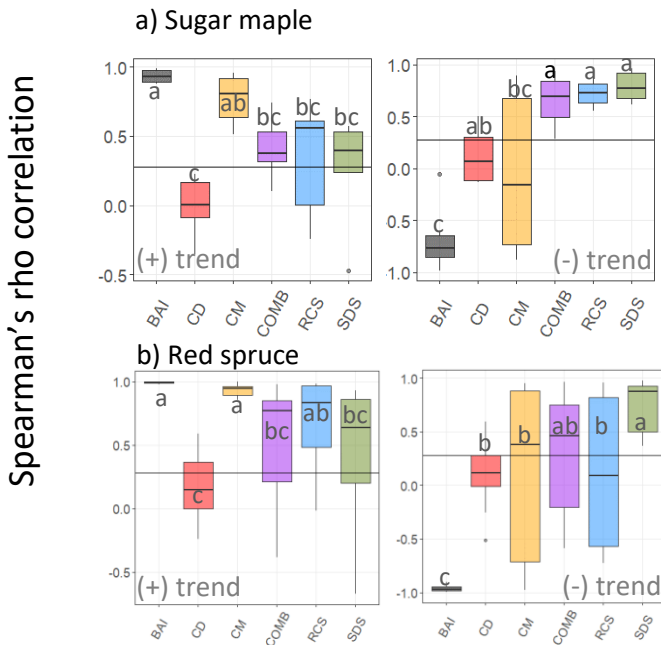 a) Sugar maple
Spearman's rho correlation
1.0
0.5
0.0
-0.5
a
c
ab
bc
bc
bc
(+) trend
BAI
CD
CM
COMB
RCS
SDS
1.0
0.5
0.0
-0.5
-1.0
c
ab
bc
a
a
a
(-) trend
BAI
CD
CM
COMB
RCS
SDS
b) Red spruce
1.0
0.5
0.0
-0.5
a
c
a
bc
ab
bc
(+) trend
BAI
CD
CM
COMB
RCS
SDS
1.0
0.5
0.0
-0.5
-1.0
c
b
b
ab
b
a
(-) trend
BAI
CD
CM
COMB
RCS
SDS